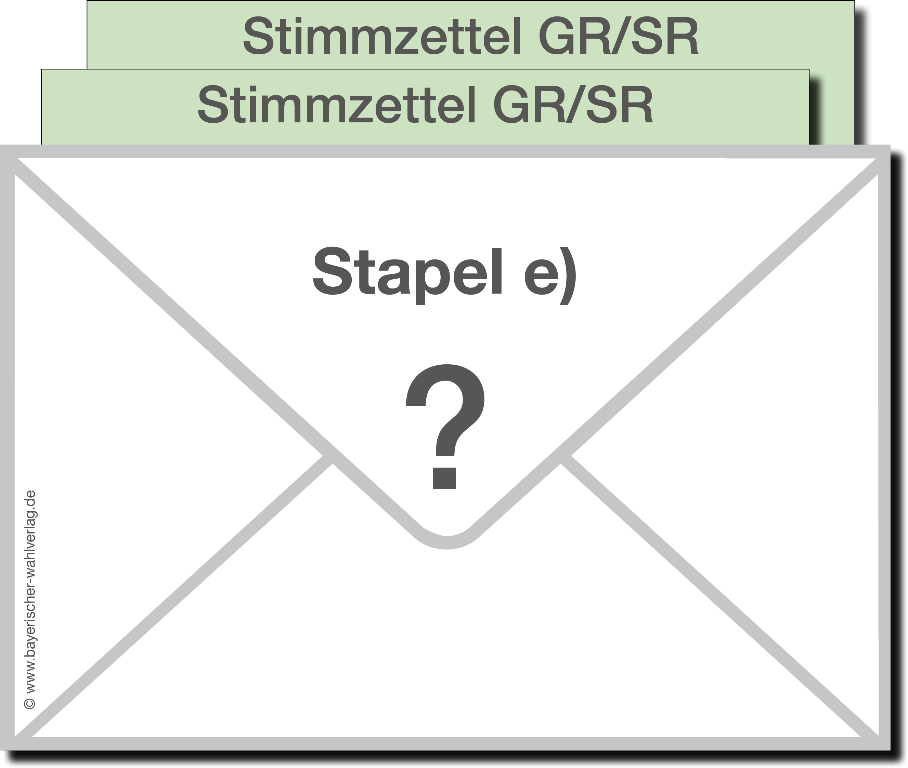 Stimmzettel GR/SR
Stimmzettel GR/SR
Stapel e)
?
© www.bayerischer-wahlverlag.de